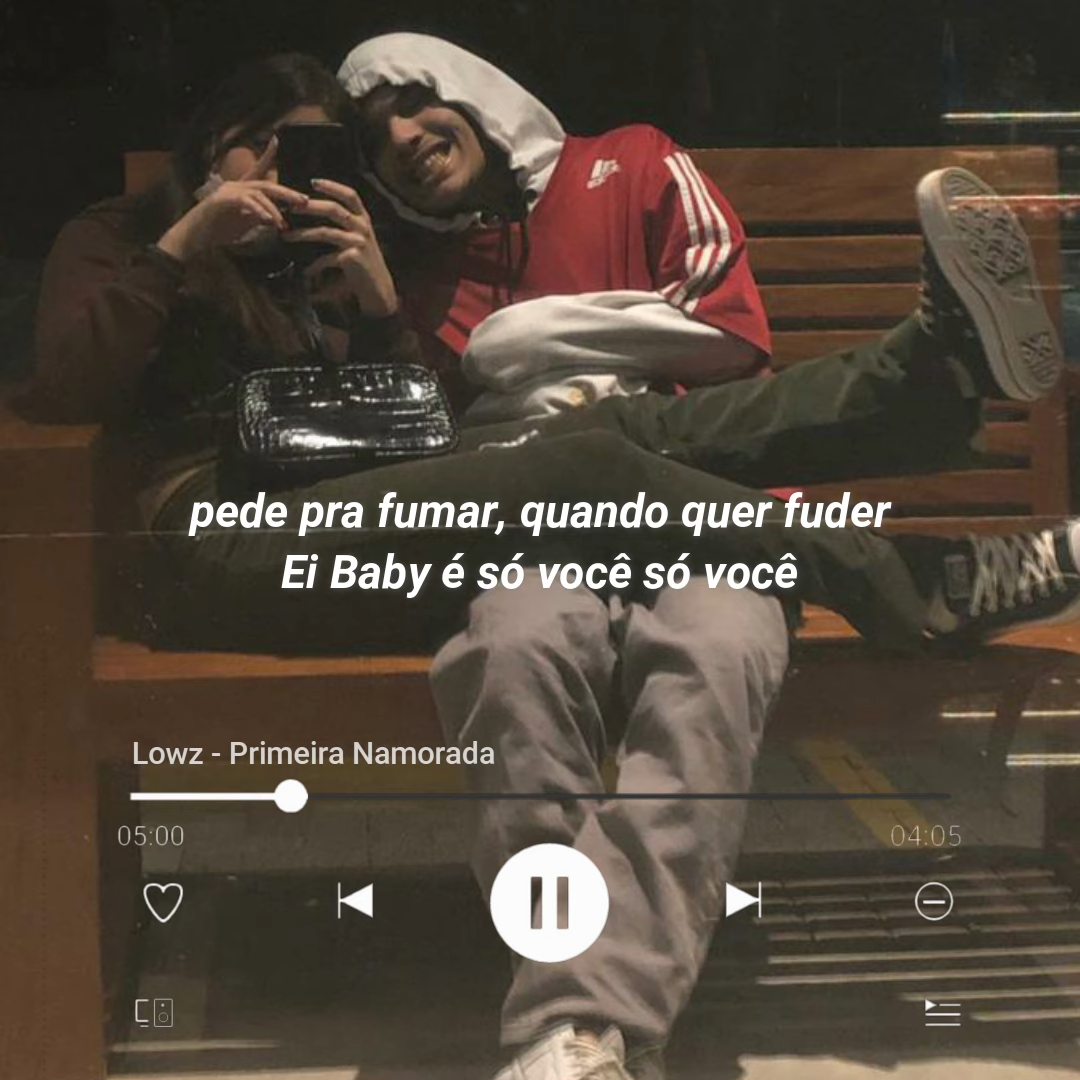 pede pra fumar, quando quer fuder
Ei Baby é só você só você
Lowz - Primeira Namorada
05:00
04:05